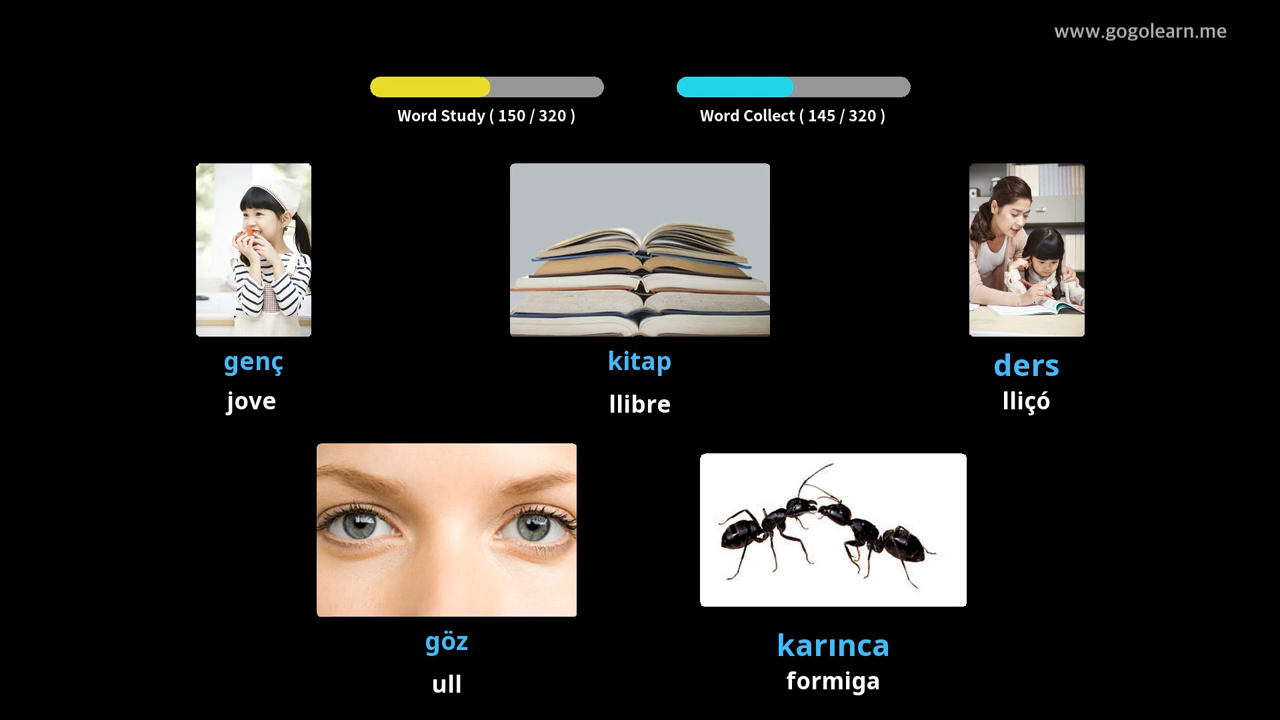 www.gogolearn.me
Word Study ( 150 / 320 )
Word Collect ( 145 / 320 )
genç
jove
kitap
llibre
ders
lliçó
göz
ull
karınca
formiga